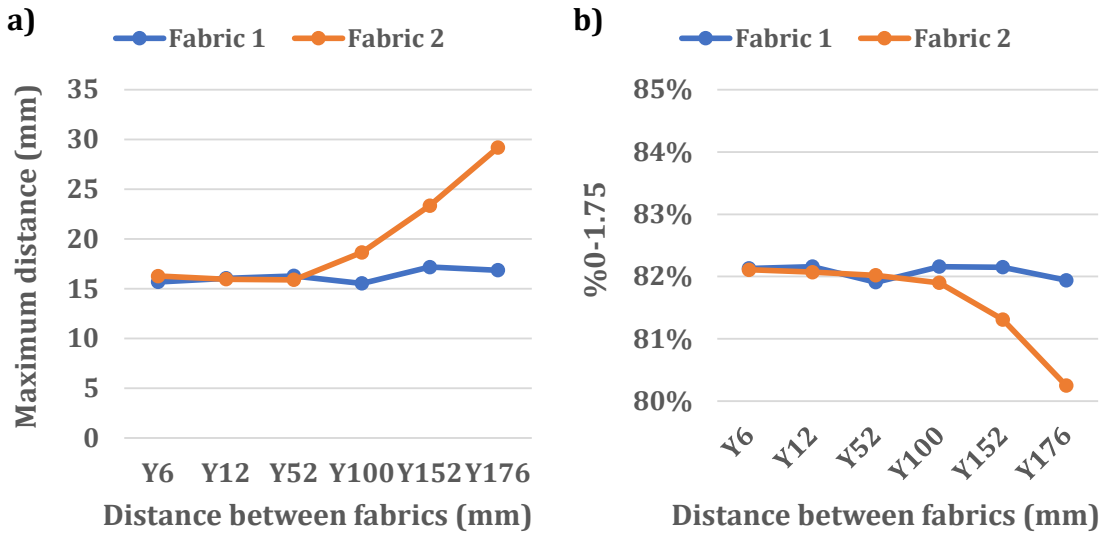 a)
Fabric 1 Fabric 2
Maximum distance (mm)
35
30
25
20
15
10
5
0
Y6 Y12 Y52 Y100 Y152 Y176
Distance between fabrics (mm)
b)
Fabric 1 Fabric 2
%0-1.75
85%
84%
83%
82%
81%
80%
Y6 Y12 Y52 Y100 Y152 Y176
Distance between fabrics (mm)